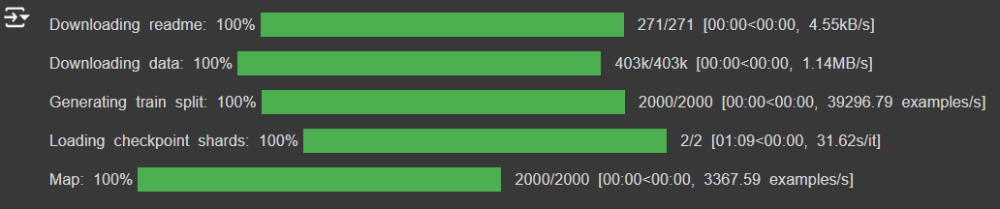 Downloading readme: 100% 271/271 [00:00<00:00, 4.55kB/s]
Downloading data: 100% 403k/403k [00:00<00:00, 1.14MB/s]
Generating train split: 100% 2000/2000 [00:00<00:00, 39296.79 examples/s]
Loading checkpoint shards: 100% 2/2 [01:09<00:00, 31.62s/it]
Map: 100% 2000/2000 [00:00<00:00, 3367.59 examples/s]